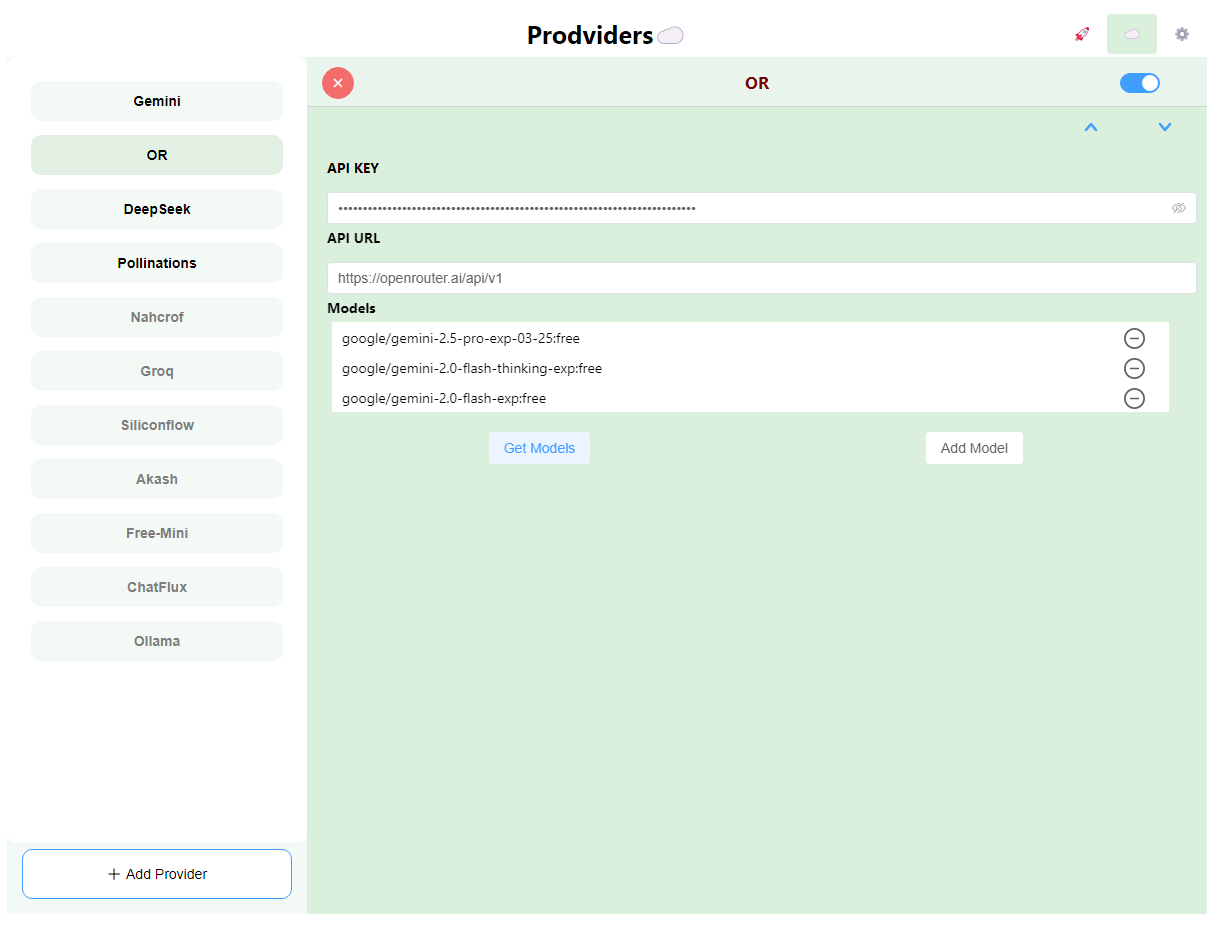 Prodviders
Gemini
OR
DeepSeek
Pollinations
Nahcrof
Groq
Siliconflow
Akash
Free-Mini
ChatFlux
Ollama
+ Add Provider
OR
API KEY
API URL
https://openrouter.ai/api/v1
Models
google/gemini-2.5-pro-exp-03-25:free
google/gemini-2.0-flash-thinking-exp:free
google/gemini-2.0-flash-exp:free
Get Models
Add Model